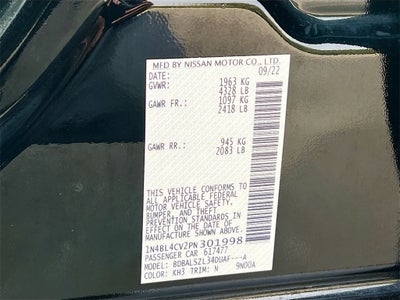 MFD BY NISSAN MOTOR CO., LTD.
DATE: 09/22
GVWR: 1963 KG
4328 LB
GAWR FR.: 1097 KG
2418 LB
GAWR RR.: 945 KG
2083 LB
THIS VEHICLE CONFORMS TO
ALL APPLICABLE FEDERAL
MOTOR VEHICLE SAFETY,
BUMPER, AND THEFT
PREVENTION STANDARDS IN
EFFECT ON THE DATE OF
MANUFACTURE SHOWN ABOVE.
1N4BL4CV2PN301998
PASSENGER CAR 617477
MODEL:
COLOR: KH3 TRIM: N 9N00A